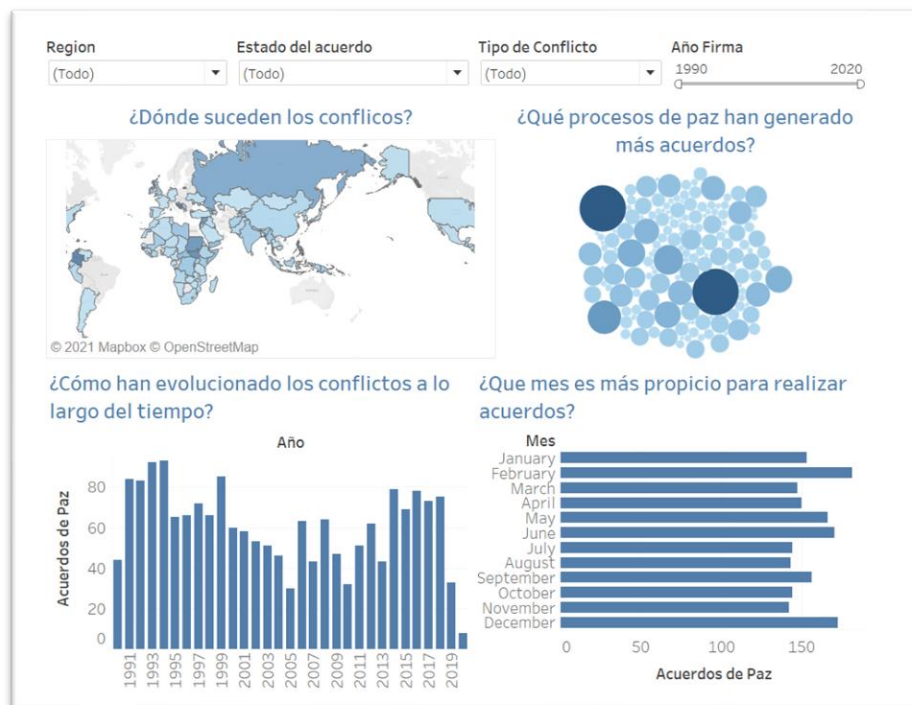 Region
Estado del acuerdo
Tipo de Conflicto
Año Firma
(Todo)
(Todo)
(Todo)
1990
2020
¿Dónde suceden los conflicos?
¿Qué procesos de paz han generado
más acuerdos?
© 2021 Mapbox © OpenStreetMap
¿Cómo han evolucionado los conflictos a lo
largo del tiempo?
Año
Acuerdos de Paz
80
60
40
20
0
1991
1993
1995
1997
1999
2001
2003
2005
2007
2009
2011
2013
2015
2017
2019
¿Que mes es más propicio para realizar
acuerdos?
Mes
January
February
March
April
May
June
July
August
September
October
November
December
0
50
100
150
Acuerdos de Paz